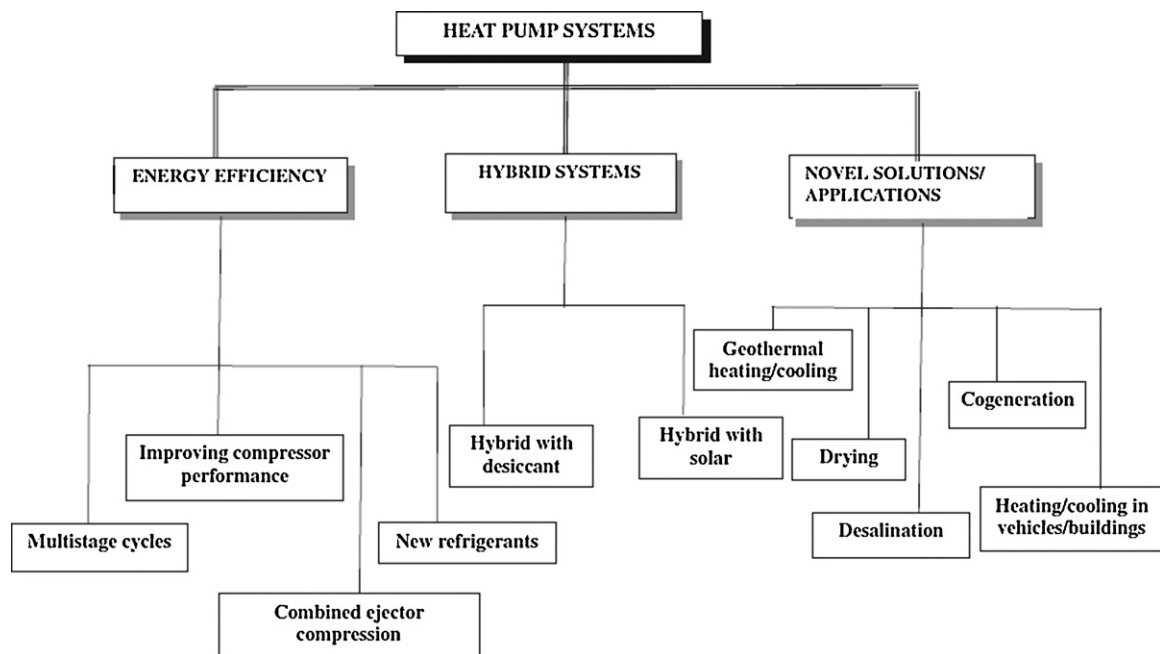 HEAT PUMP SYSTEMS
ENERGY EFFICIENCY
HYBRID SYSTEMS
NOVEL SOLUTIONS/
APPLICATIONS
Multistage cycles
Improving compressor
performance
Combined ejector
compression
New refrigerants
Hybrid with
desiccant
Hybrid with
solar
Geothermal
heating/cooling
Drying
Desalination
Cogeneration
Heating/cooling in
vehicles/buildings